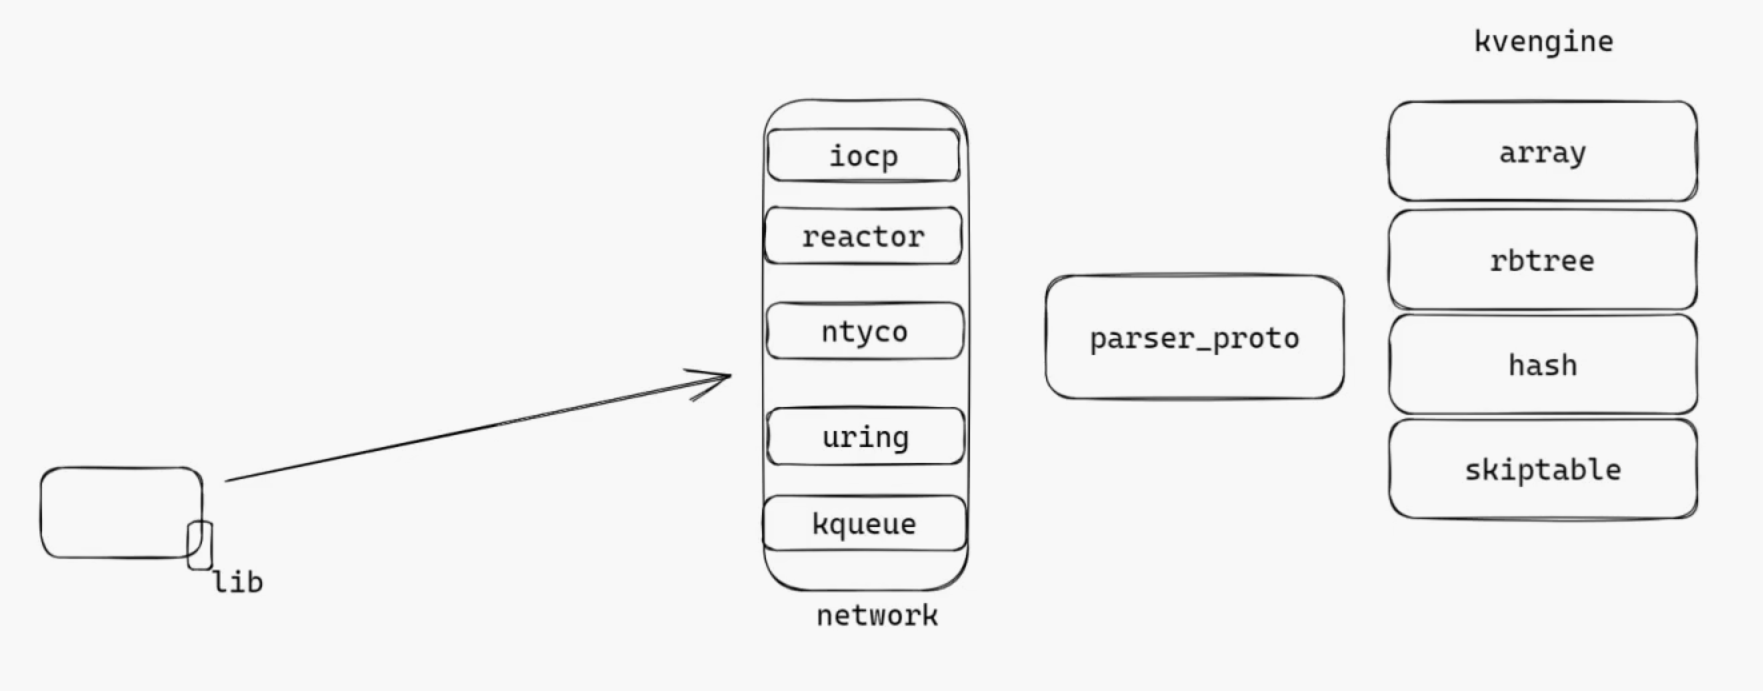 kvengine
iocp
reactor
ntyco
uring
kqueue
network
parser_proto
array
rbtree
hash
skiptable
lib